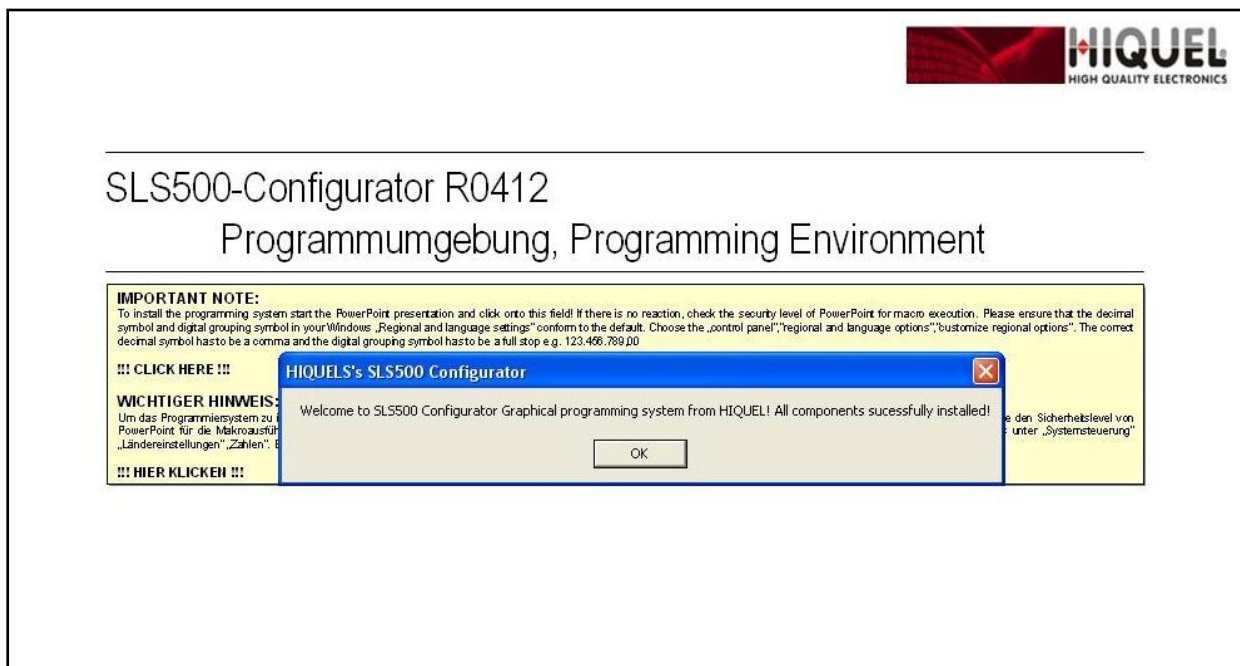 HIQUEL
HIGH QUALITY ELECTRONICS
SLS500-Configurator R0412
Programmumgebung, Programming Environment
IMPORTANT NOTE:
To install the programming system start the PowerPoint presentation and click onto this field! If there is no reaction, check the security level of PowerPoint for macro execution. Please ensure that the decimal
symbol and digital grouping symbol in your Windows „Regional and language settings" conform to the default. Choose the „control panel","regional and language options","customize regional options". The correct
decimal symbol has to be a comma and the digital grouping symbol has to be a full stop e.g. 123.456.789,00
!!! CLICK HERE !!!
HIQUELS's SLS500 Configurator
Welcome to SLS500 Configurator Graphical programming system from HIQUEL! All components sucessfully installed!
OK
WICHTIGER HINWEIS:
Um das Programmiersystem zu
e den Sicherheitslevel von
PowerPoint für die
unter „Systemsteuerung"
„Ländereinstellungen" „Zahlen".
!!! HIER KLICKEN !!!